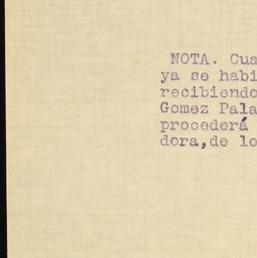 NOTA. Cua
ya se habi
recibiendo
Gomez Pala
procederá
dora,de lo